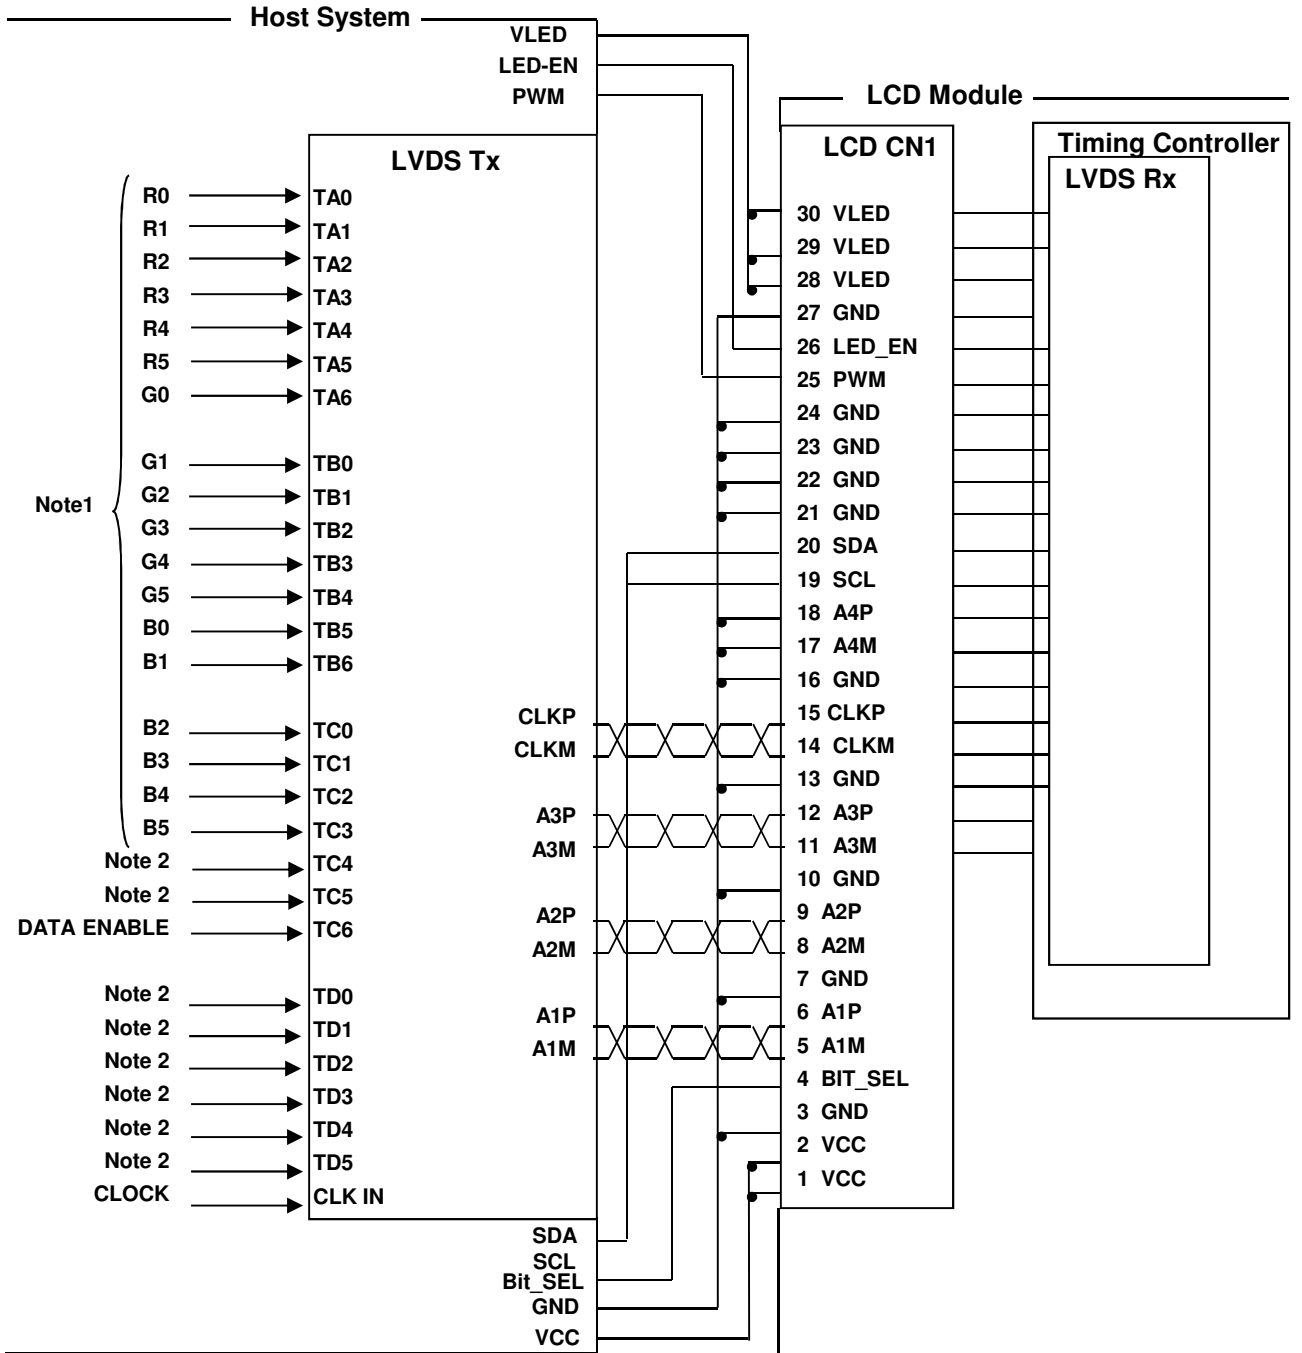 Host System
VLED
LED-EN
PWM
LVDS Tx
R0 TA0
R1 TA1
R2 TA2
R3 TA3
R4 TA4
R5 TA5
G0 TA6
G1 TB0
G2 TB1
G3 TB2
G4 TB3
G5 TB4
B0 TB5
B1 TB6
B2 TC0
B3 TC1
B4 TC2
B5 TC3
Note1
Note 2 TC4
Note 2 TC5
DATA ENABLE TC6
Note 2 TD0
Note 2 TD1
Note 2 TD2
Note 2 TD3
Note 2 TD4
Note 2 TD5
CLOCK CLK IN
CLKP
CLKM
A3P
A3M
A2P
A2M
A1P
A1M
SDA
SCL
Bit_SEL
GND
VCC
LCD Module
LCD CN1
30 VLED
29 VLED
28 VLED
27 GND
26 LED_EN
25 PWM
24 GND
23 GND
22 GND
21 GND
20 SDA
19 SCL
18 A4P
17 A4M
16 GND
15 CLKP
14 CLKM
13 GND
12 A3P
11 A3M
10 GND
9 A2P
8 A2M
7 GND
6 A1P
5 A1M
4 BIT_SEL
3 GND
2 VCC
1 VCC
Timing Controller
LVDS Rx